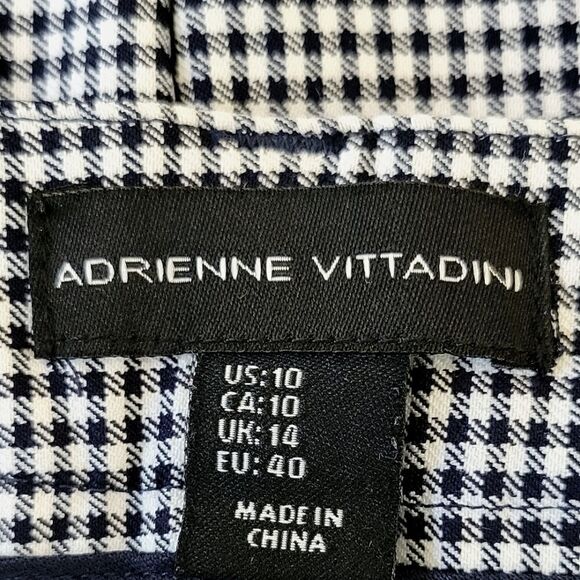 ADRIENNE VITTADINI
US:10
CA:10
UK:14
EU:40
MADE IN
CHINA